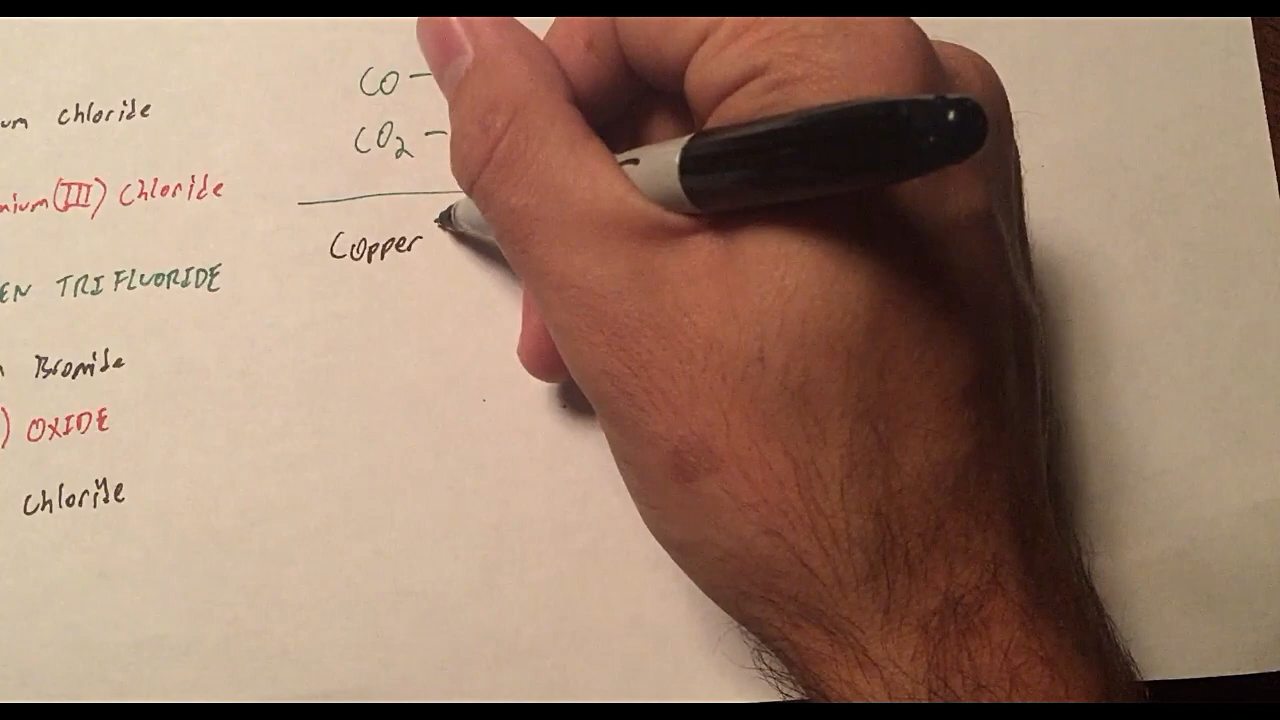 um chloride
nium(III) Chloride
EN TRIFLUORIDE
Bromide
) OXIDE
chloride
CO -
CO2 -
Copper